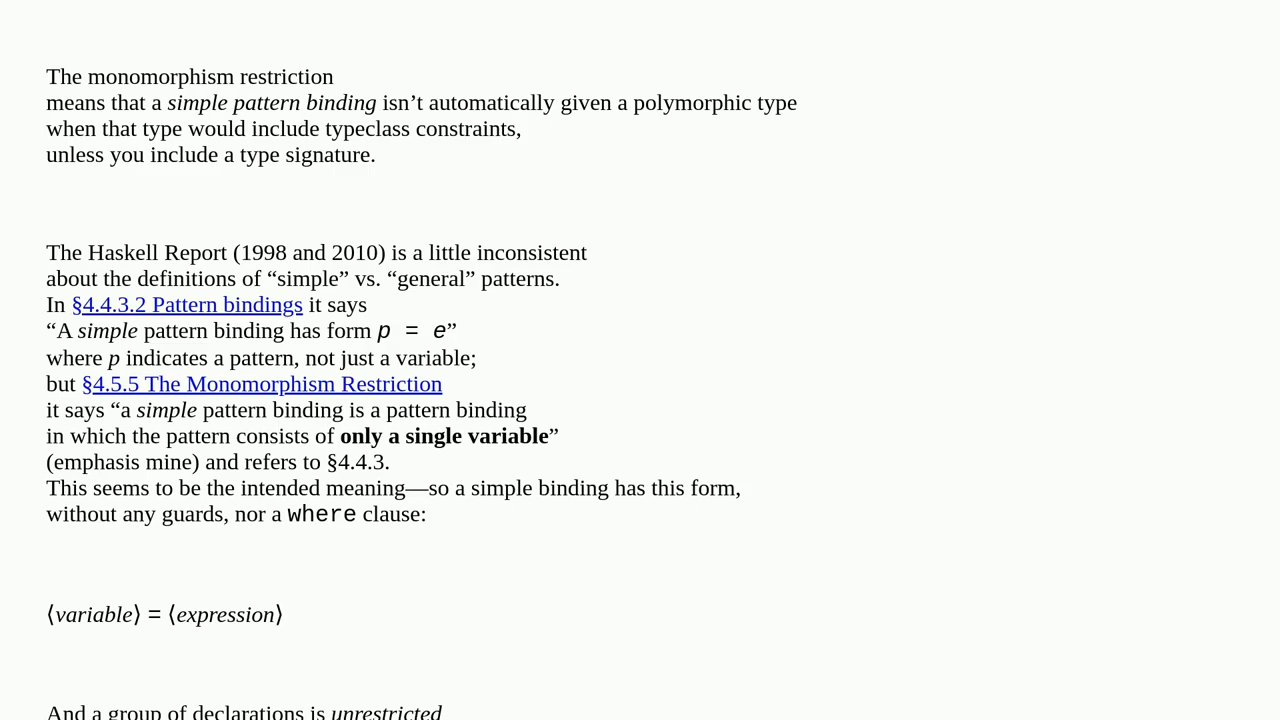 The monomorphism restriction
means that a simple pattern binding isn’t automatically given a polymorphic type
when that type would include typeclass constraints,
unless you include a type signature.
The Haskell Report (1998 and 2010) is a little inconsistent
about the definitions of “simple” vs. “general” patterns.
In §4.4.3.2 Pattern bindings it says
“A simple pattern binding has form p = e”
where p indicates a pattern, not just a variable;
but §4.5.5 The Monomorphism Restriction
it says “a simple pattern binding is a pattern binding
in which the pattern consists of only a single variable”
(emphasis mine) and refers to §4.4.3.
This seems to be the intended meaning—so a simple binding has this form,
without any guards, nor a where clause:
⟨variable⟩ = ⟨expression⟩
And a group of declarations is unrestricted